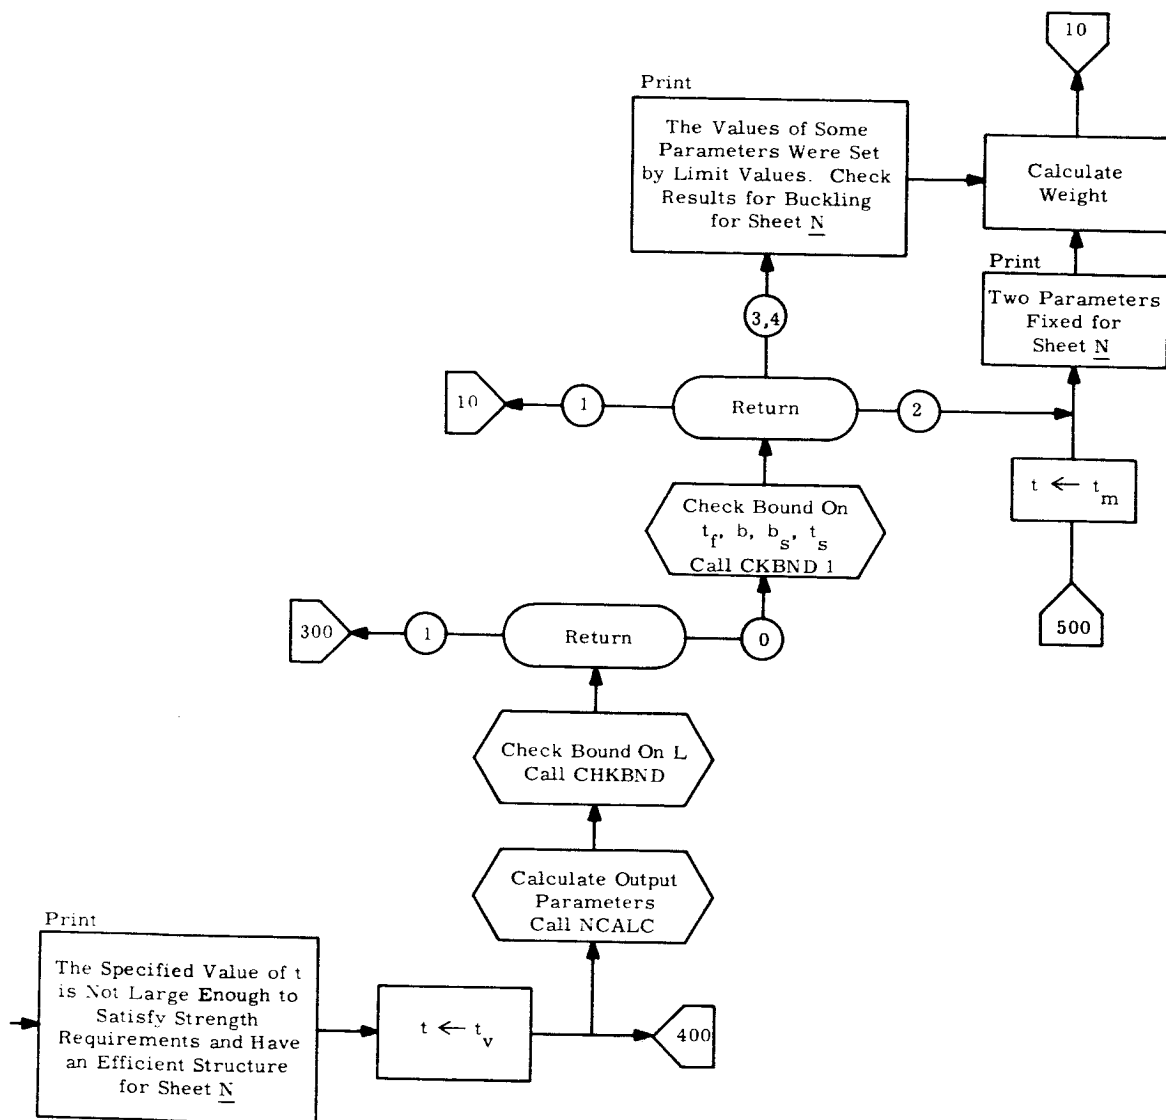 10
Print
The Values of Some
Parameters Were Set
by Limit Values. Check
Results for Buckling
for Sheet N
Calculate
Weight
Print
Two Parameters
Fixed for
Sheet N
3,4
10
1
Return
2
t ← t_m
Check Bound On
t_f, b, b_s, t_s
Call CKBND 1
500
300
1
Return
0
Check Bound On L
Call CHKBND
Calculate Output
Parameters
Call NCALC
Print
The Specified Value of t
is Not Large Enough to
Satisfy Strength
Requirements and Have
an Efficient Structure
for Sheet N
t ← t_v
400